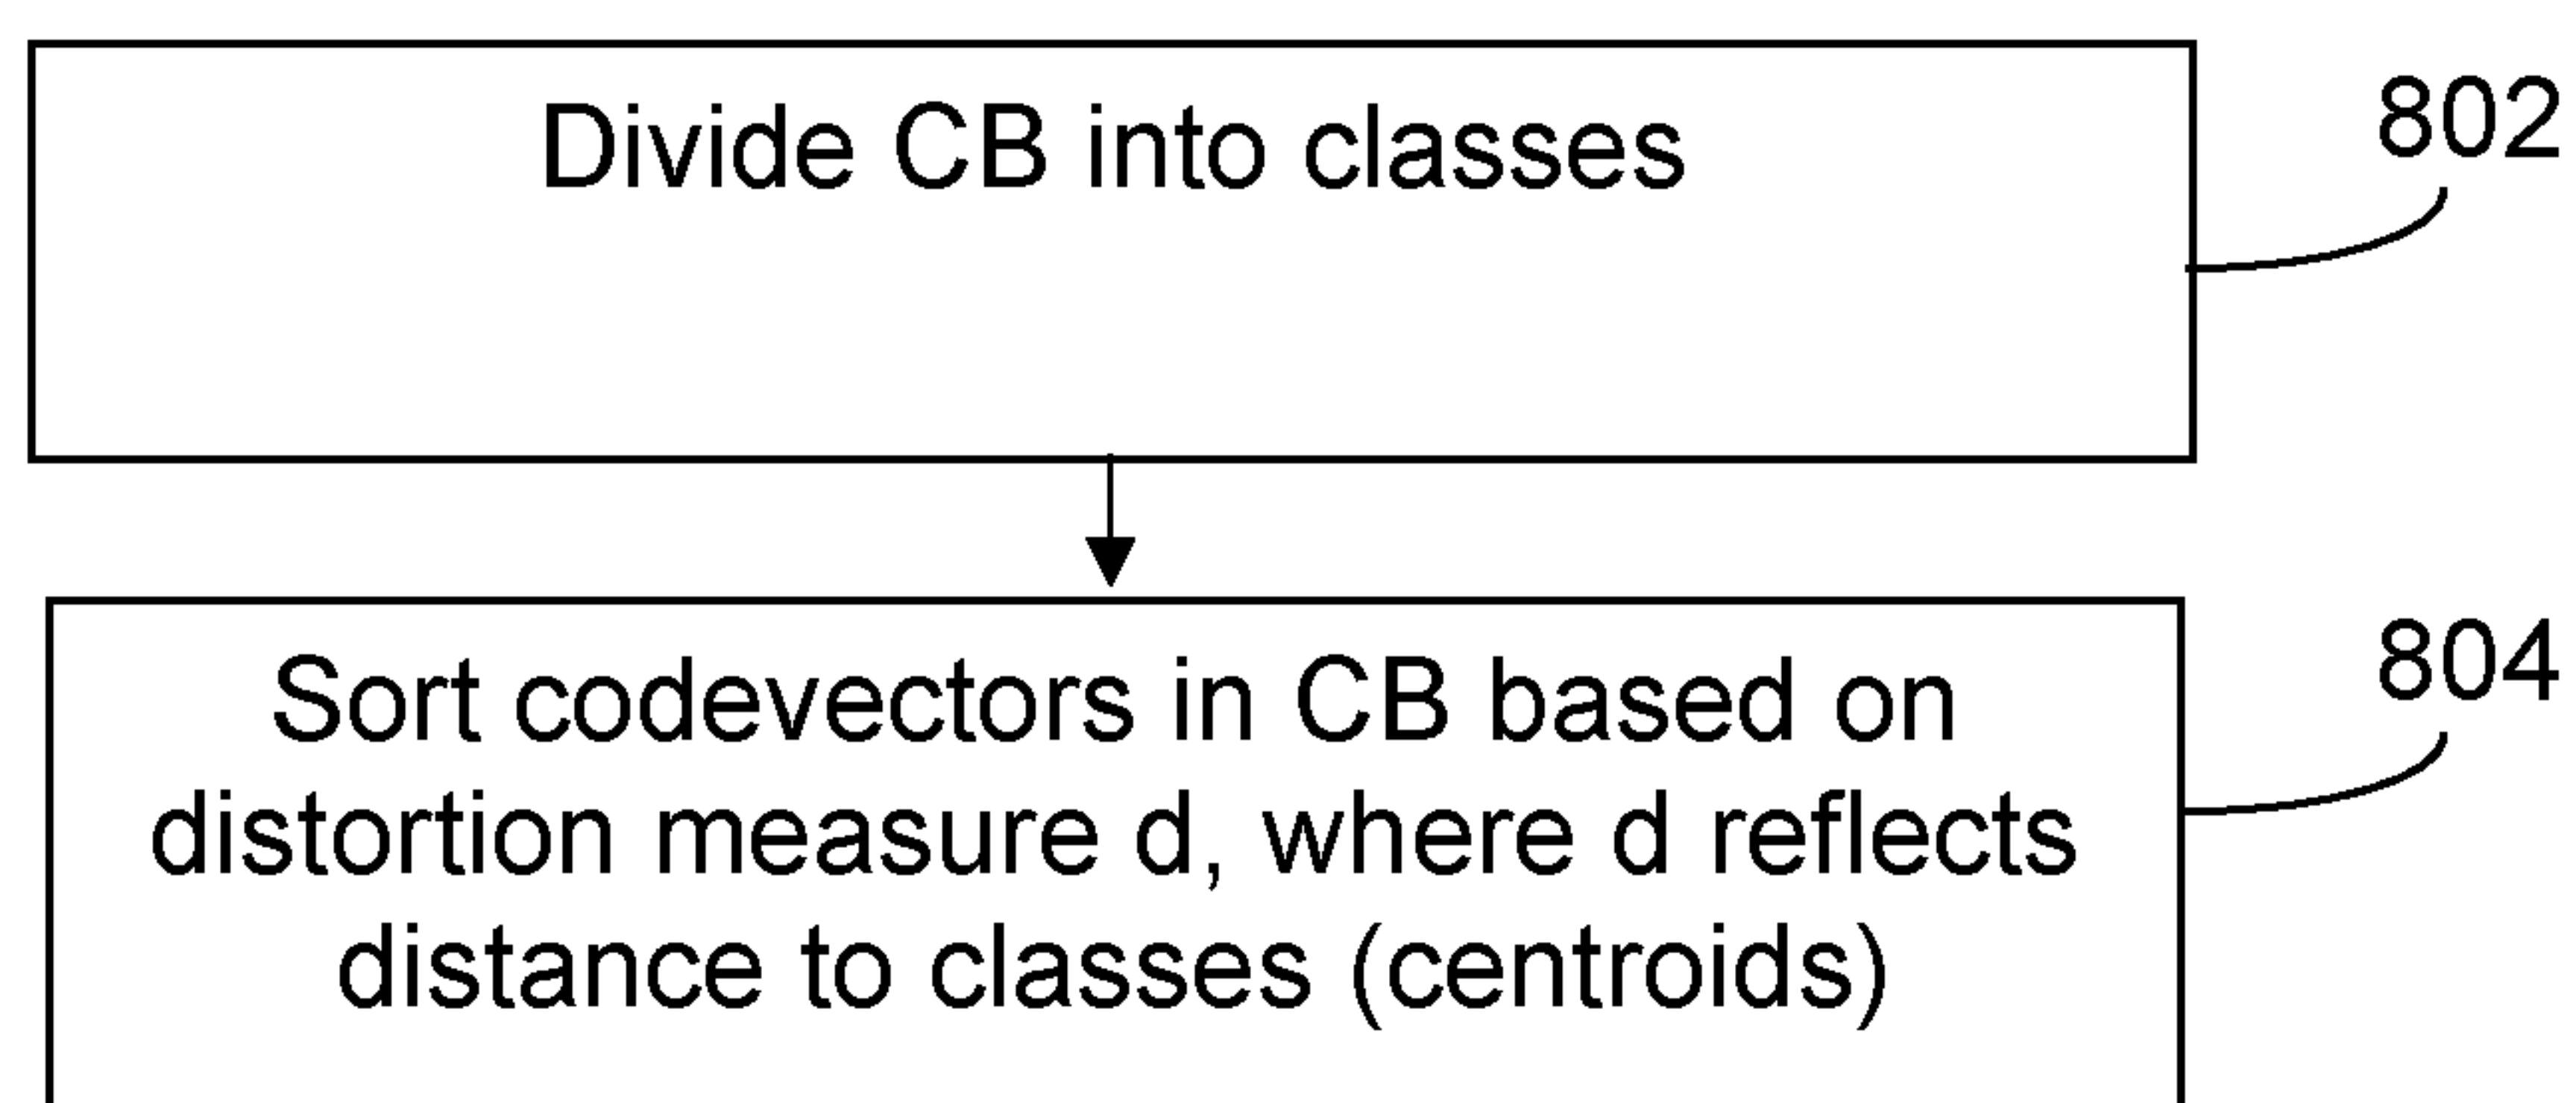 Divide CB into classes
802
Sort codevectors in CB based on
distortion measure d, where d reflects
distance to classes (centroids)
804